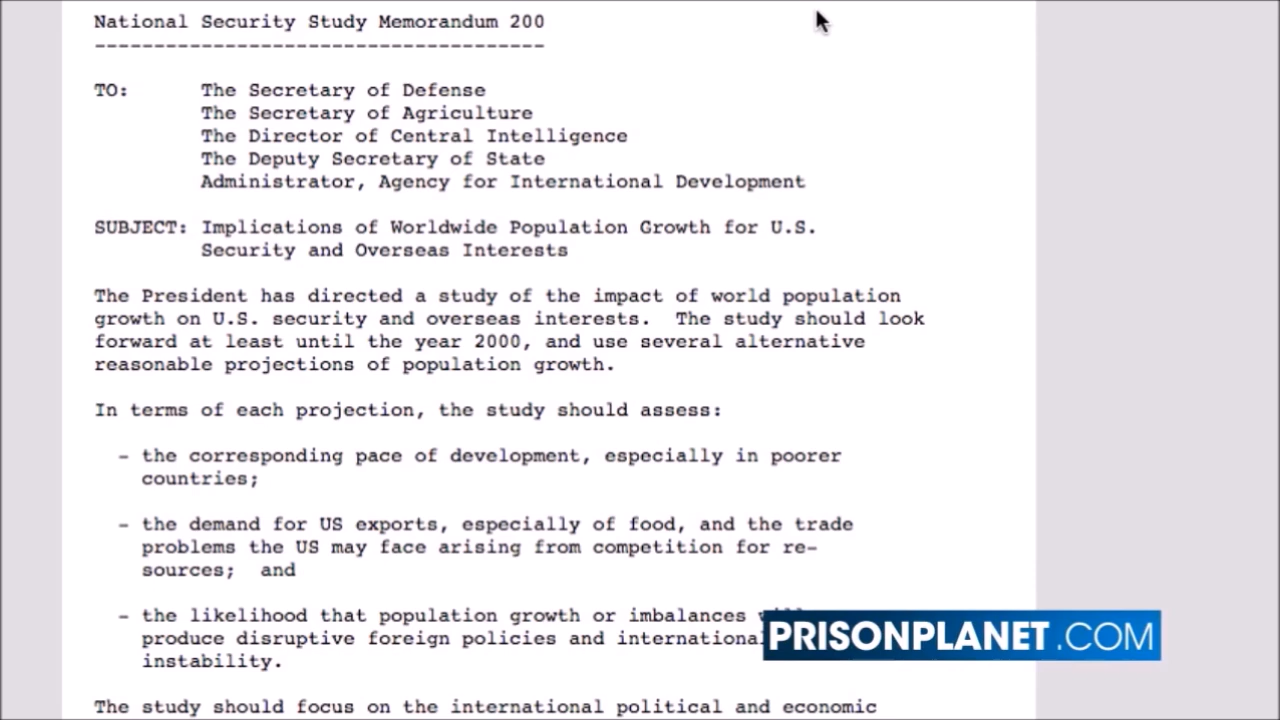 National Security Study Memorandum 200
--------------------------------------
TO: The Secretary of Defense
The Secretary of Agriculture
The Director of Central Intelligence
The Deputy Secretary of State
Administrator, Agency for International Development
SUBJECT: Implications of Worldwide Population Growth for U.S.
Security and Overseas Interests
The President has directed a study of the impact of world population
growth on U.S. security and overseas interests. The study should look
forward at least until the year 2000, and use several alternative
reasonable projections of population growth.
In terms of each projection, the study should assess:
- the corresponding pace of development, especially in poorer
countries;
- the demand for US exports, especially of food, and the trade
problems the US may face arising from competition for re-
sources; and
- the likelihood that population growth or imbalances will
produce disruptive foreign policies and international
instability.
PRISONPLANET.COM
The study should focus on the international political and economic